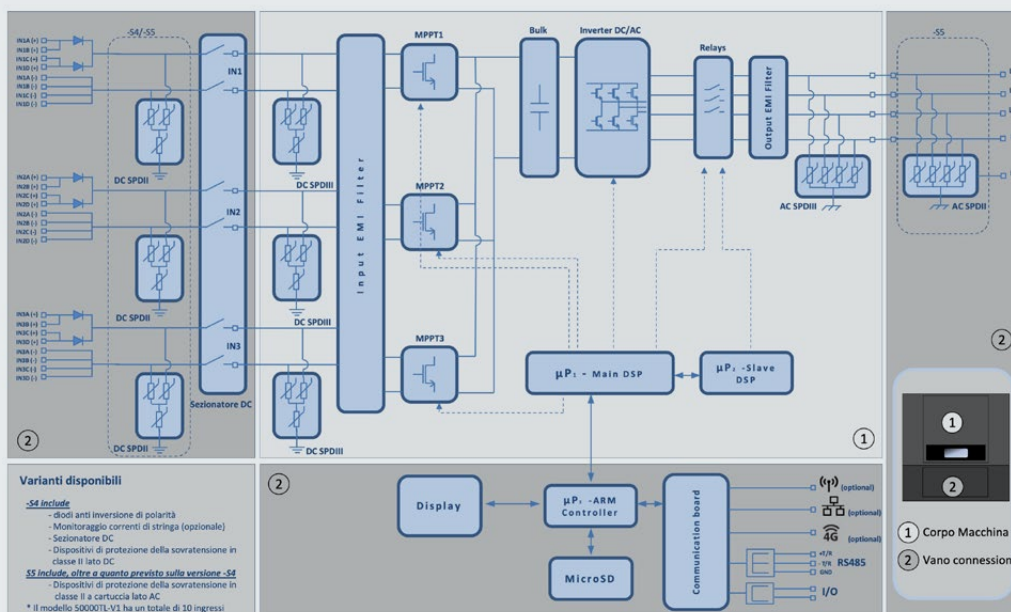 -S4/-S5
IN1A (+)
IN1B (+)
IN1C (+)
IN1D (+)
IN1A (-)
IN1B (-)
IN1C (-)
IN1D (-)
IN1
DC SPDII
DC SPDIII
IN2A (+)
IN2B (+)
IN2C (+)
IN2D (+)
IN2A (-)
IN2B (-)
IN2C (-)
IN2D (-)
IN2
DC SPDII
DC SPDIII
IN3A (+)
IN3B (+)
IN3C (+)
IN3D (+)
IN3A (-)
IN3B (-)
IN3C (-)
IN3D (-)
IN3
Sezionatore DC
DC SPDII
DC SPDIII
2
Input EMI Filter
MPPT1
MPPT2
MPPT3
Bulk
Inverter DC/AC
Relays
Output EMI Filter
AC SPDIII
-S5
AC SPDII
2
µP1 - Main DSP
µP2 -Slave
DSP
1
1
2
1 Corpo Macchina
2 Vano connession
Varianti disponibili
-S4 include
- diodi anti inversione di polarità
- Monitoraggio correnti di stringa (opzionale)
- Sezionatore DC
- Dispositivi di protezione della sovratensione in
classe II lato DC
S5 include, oltre a quanto previsto sulla versione -S4
- Dispositivi di protezione della sovratensione in
classe II a cartuccia lato AC
* Il modello 50000TL-V1 ha un totale di 10 ingressi
2
Display
-ARM
Controller
MicroSD
Communication board
(optional)
(optional)
4G
(optional)
+T/R
-T/R
GND
RS485
I/O